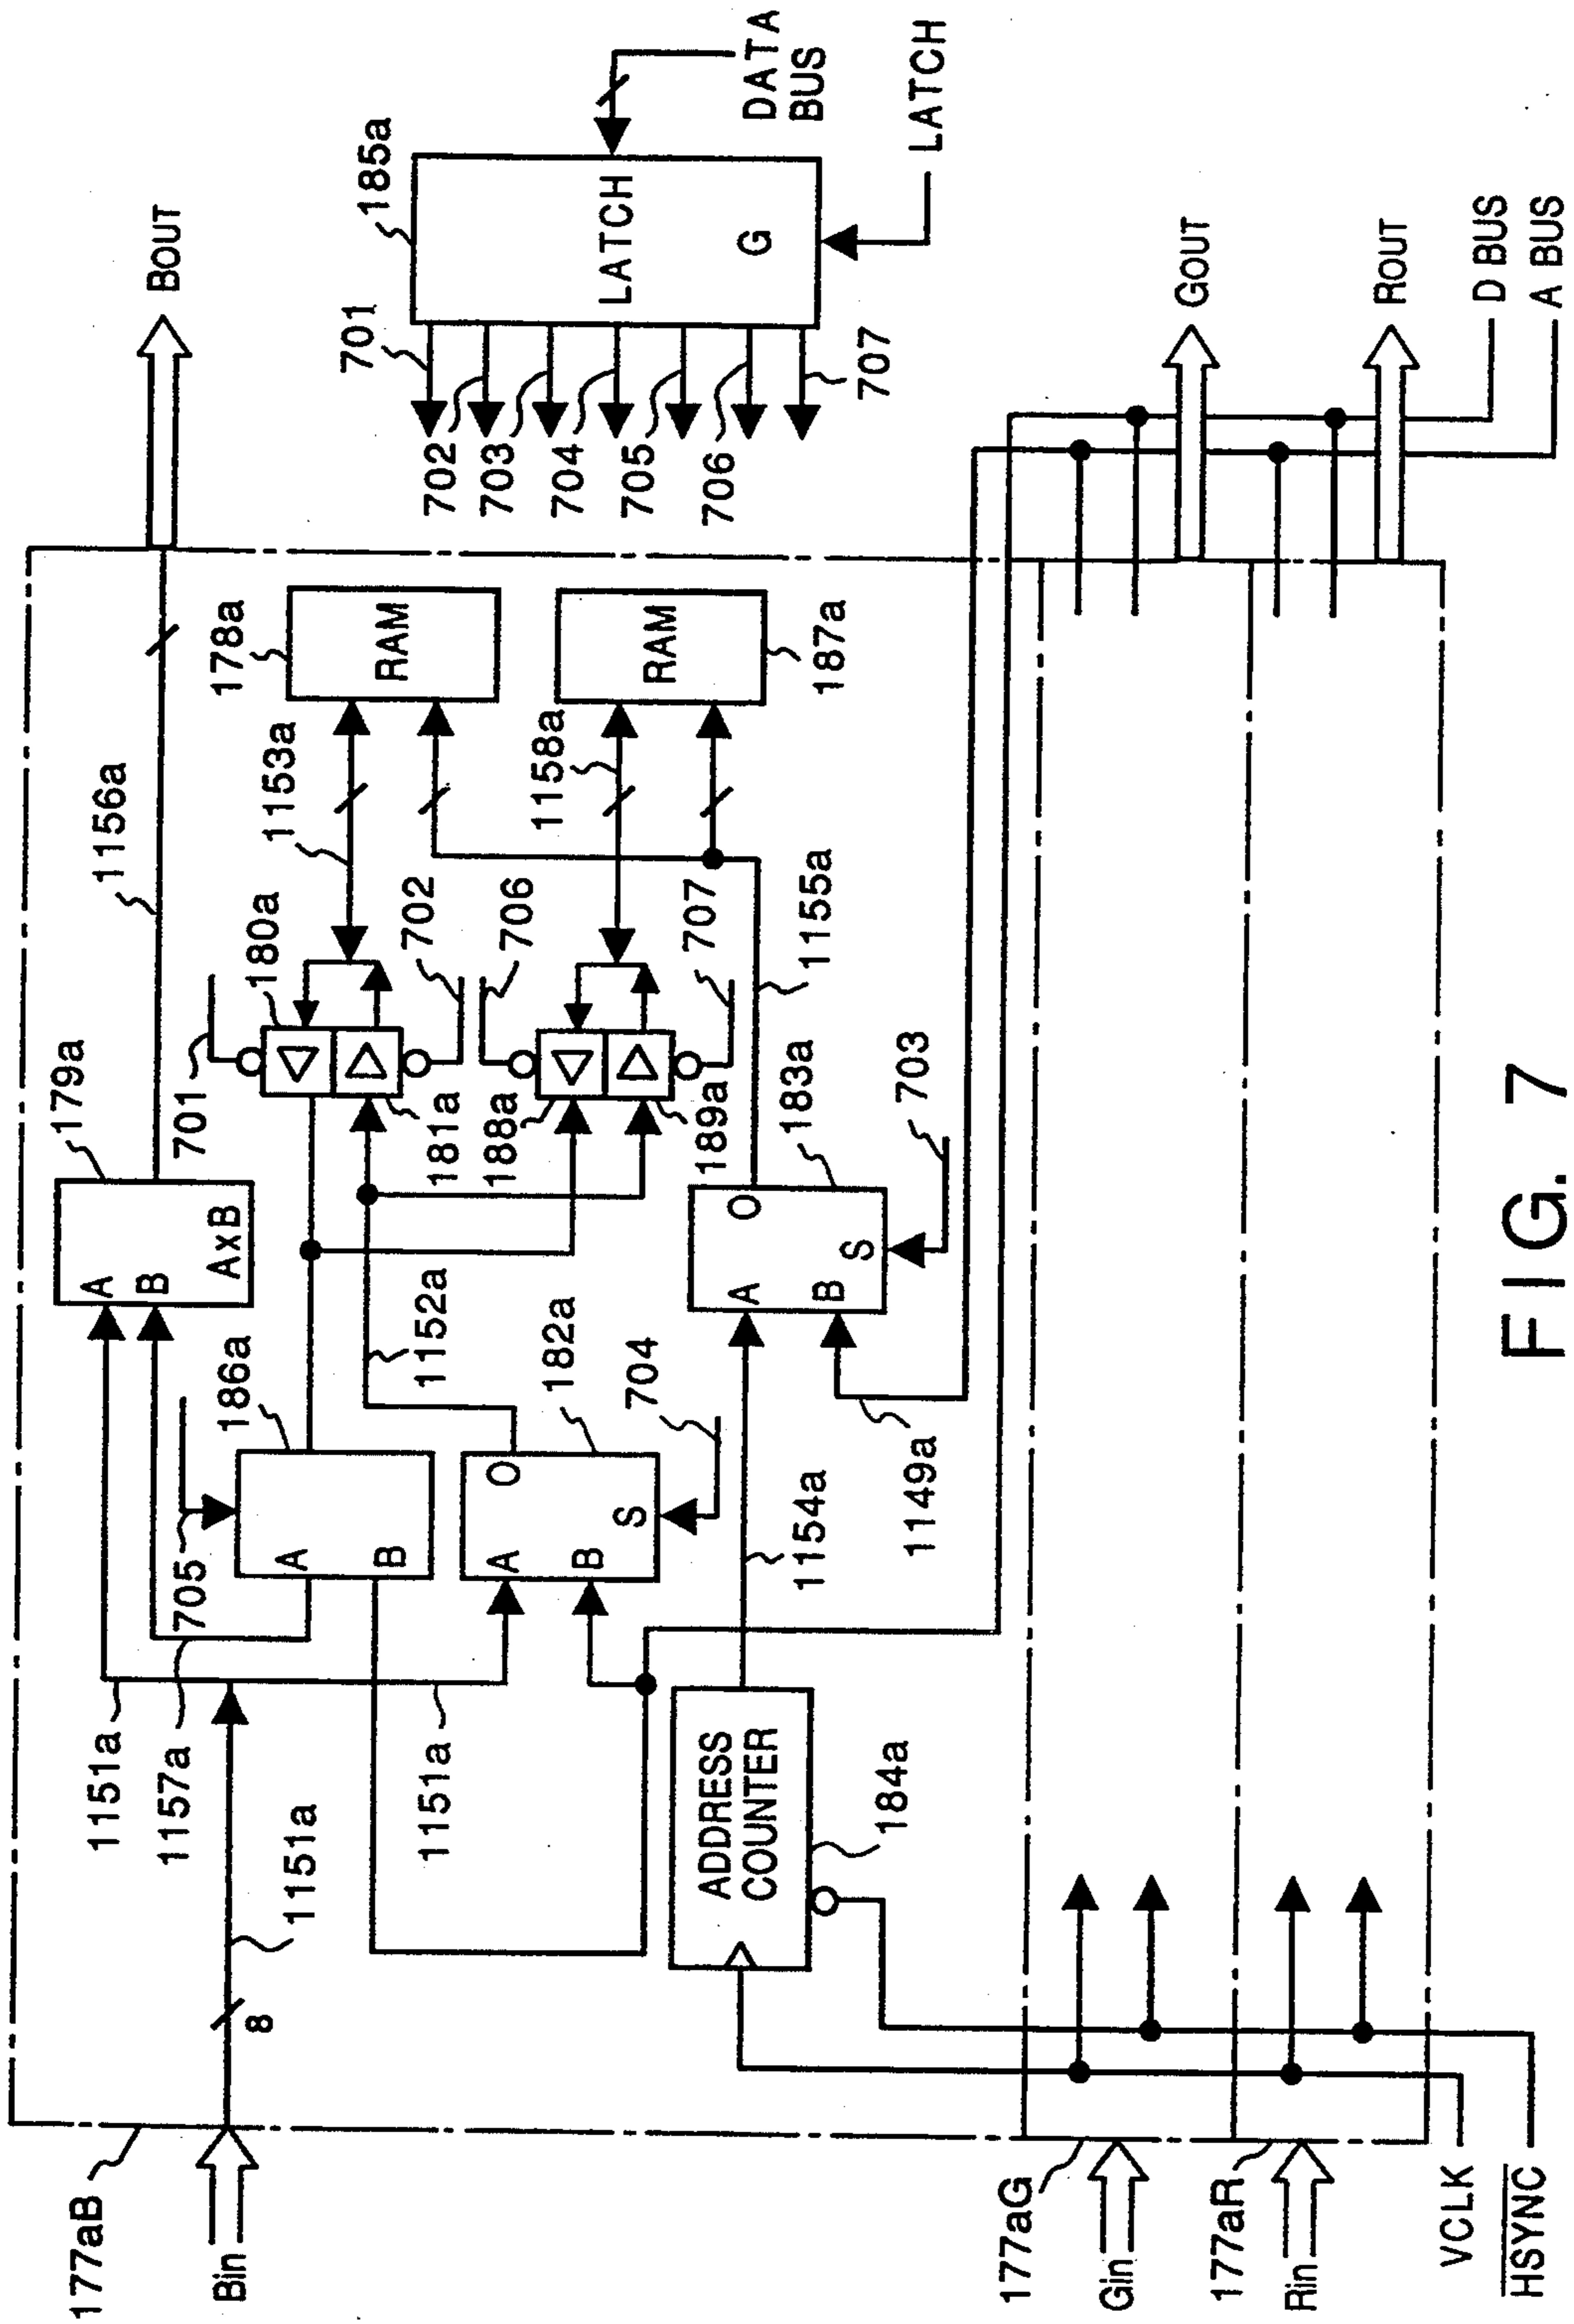 177aB
Bin
8
1151a
1151a
1157a
1151a
705
186a
A
B
179a
A
B
AxB
1156a
BOUT
701
180a
1153a
178a
RAM
181a
702
1152a
182a
A
B
O
S
704
188a
706
189a
707
1158a
187a
RAM
ADDRESS
COUNTER
184a
1154a
1149a
183a
A
B
O
S
703
1155a
185a
LATCH
G
DATA
BUS
LATCH
701
702
703
704
705
706
707
177aG
Gin
GOUT
177aR
Rin
ROUT
VCLK
HSYNC
D BUS
A BUS
FIG. 7